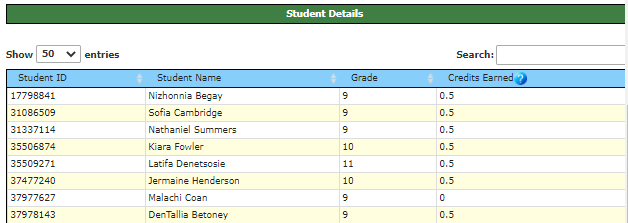 Student Details
Show 50 entries Search:
Student ID Student Name Grade Credits Earned ?
17798841 Nizhonnia Begay 9 0.5
31086509 Sofia Cambridge 9 0.5
31337114 Nathaniel Summers 9 0.5
35506874 Kiara Fowler 10 0.5
35509271 Latifa Denetsosie 11 0.5
37477240 Jermaine Henderson 10 0.5
37977627 Malachi Coan 9 0
37978143 DenTallia Betoney 9 0.5